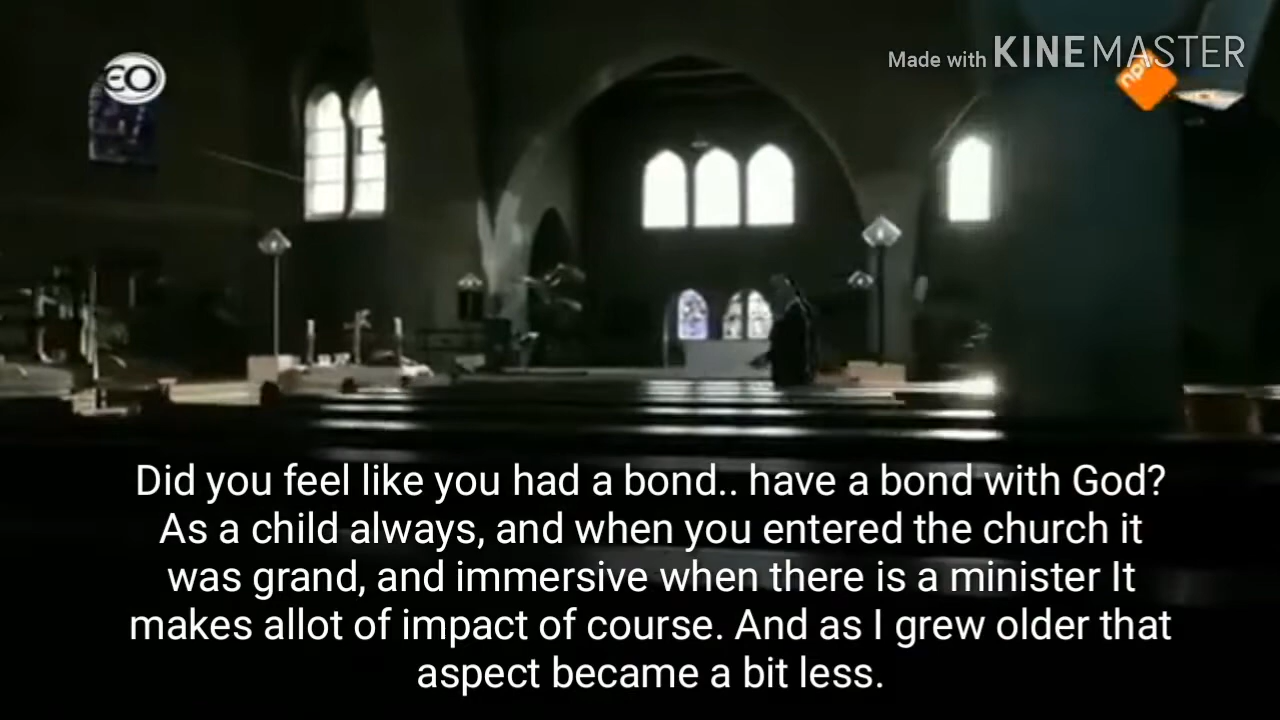 EO
Made with KINEMASTER
npo
Did you feel like you had a bond.. have a bond with God?
As a child always, and when you entered the church it
was grand, and immersive when there is a minister It
makes allot of impact of course. And as I grew older that
aspect became a bit less.